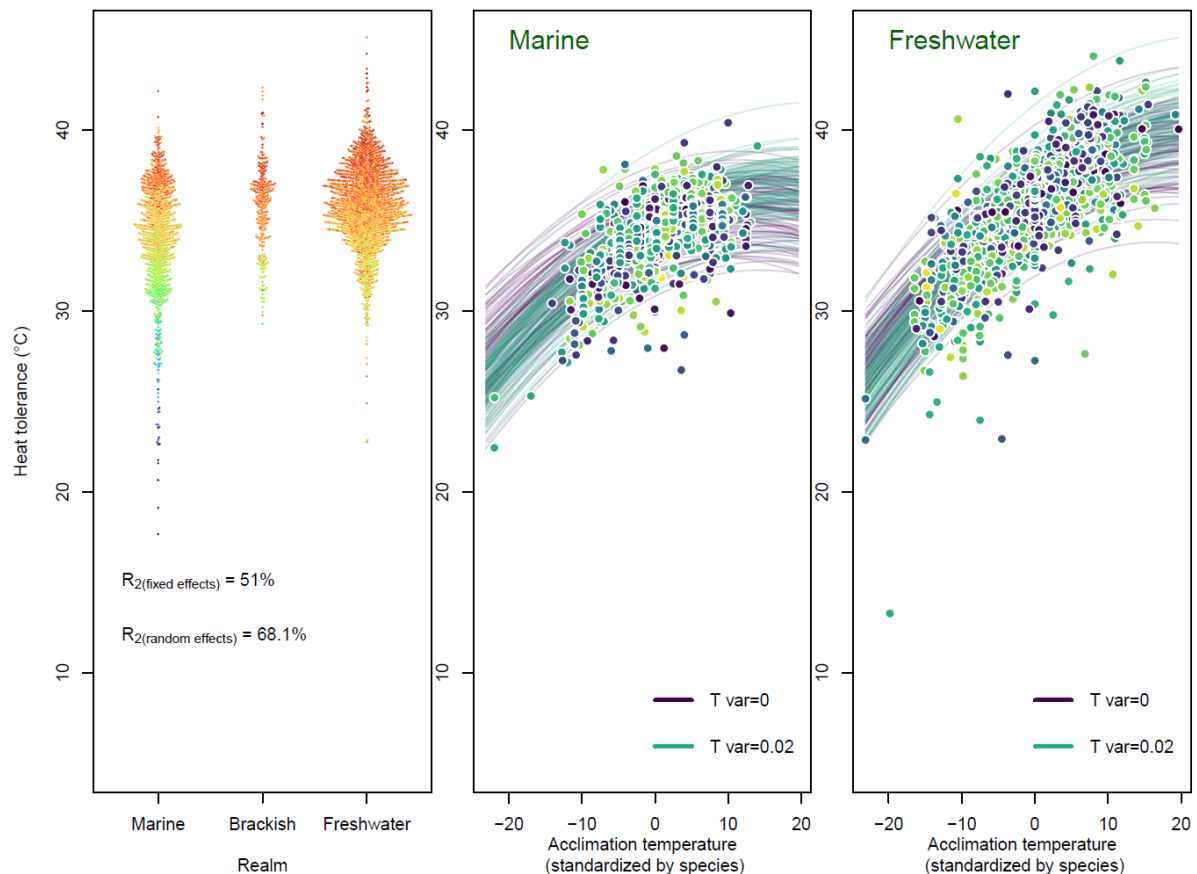 Heat tolerance (°C)
40
30
20
10
R2(fixed effects) = 51%
R2(random effects) = 68.1%
Marine Brackish Freshwater
Realm
Marine
40
30
20
10
T var=0
T var=0.02
−20 −10 0 10 20
Acclimation temperature
(standardized by species)
Freshwater
40
30
20
10
T var=0
T var=0.02
−20 −10 0 10 20
Acclimation temperature
(standardized by species)